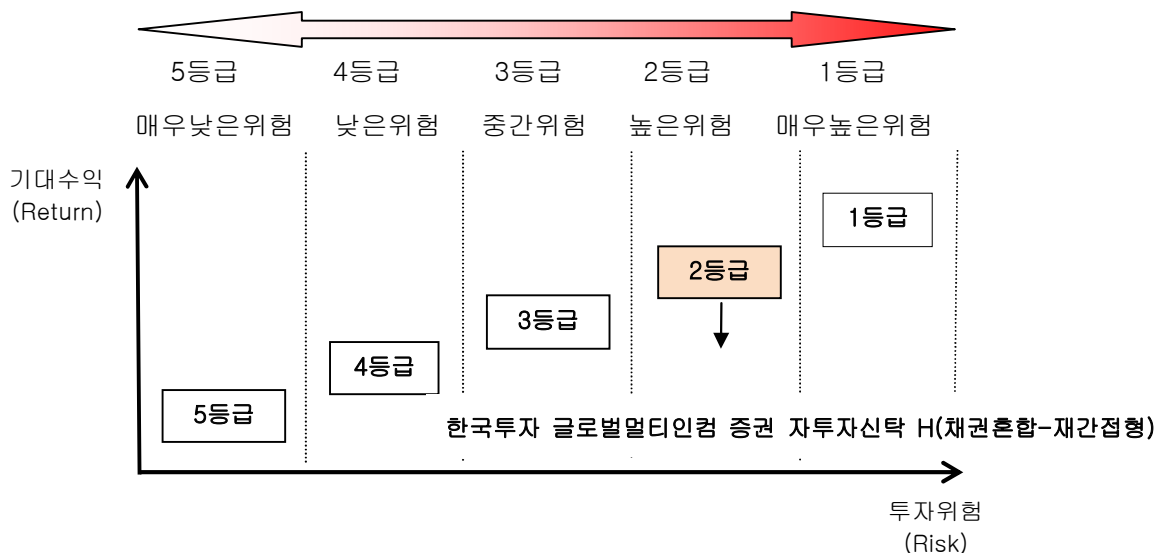 5등급 4등급 3등급 2등급 1등급
매우낮은위험 낮은위험 중간위험 높은위험 매우높은위험
기대수익
(Return)
1등급
2등급
3등급
4등급
5등급
한국투자 글로벌멀티인컴 증권 자투자신탁 H(채권혼합-재간접형)
투자위험
(Risk)